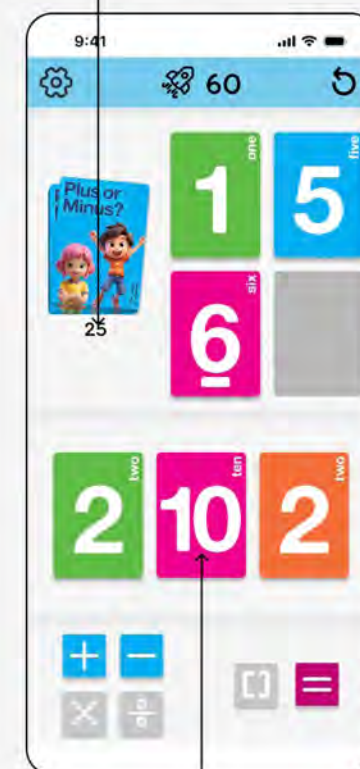 9:41
60
Plus or
Minus?
25
1 one
5 five
6 six
2 two
10 ten
2 two
+ −
× ÷
[ ] =